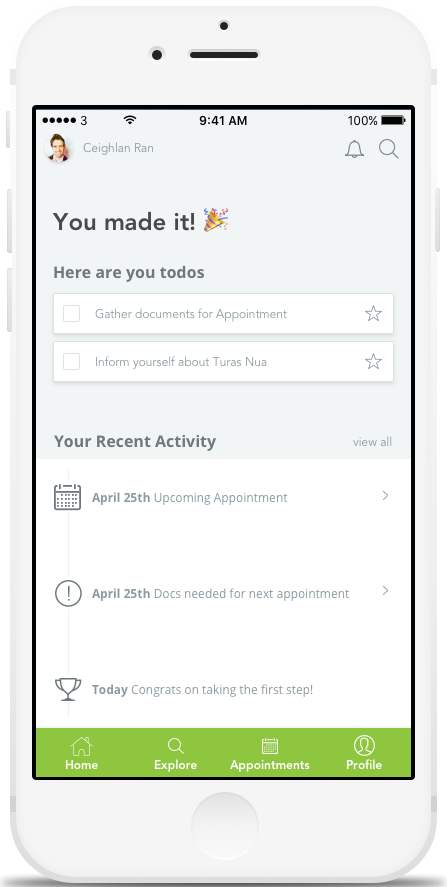 3 9:41 AM 100%
Ceighlan Ran
You made it! 🎉
Here are you todos
Gather documents for Appointment
Inform yourself about Turas Nua
Your Recent Activity view all
April 25th Upcoming Appointment
April 25th Docs needed for next appointment
Today Congrats on taking the first step!
Home Explore Appointments Profile